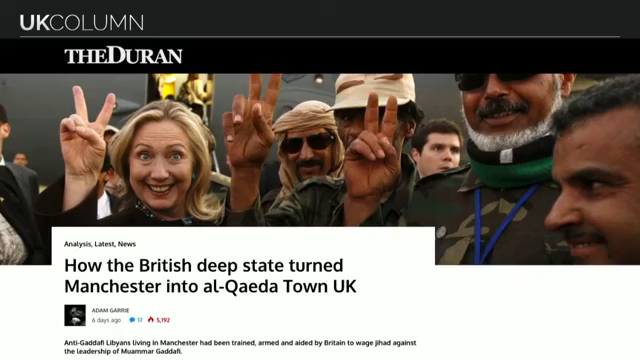 UKCOLUMN
THEDURAN
Analysis, Latest, News
How the British deep state turned
Manchester into al-Qaeda Town UK
ADAM GARRIE
6 days ago 17 5,192
Anti-Gaddafi Libyans living in Manchester had been trained, armed and aided by Britain to wage jihad against
the leadership of Muammar Gaddafi.